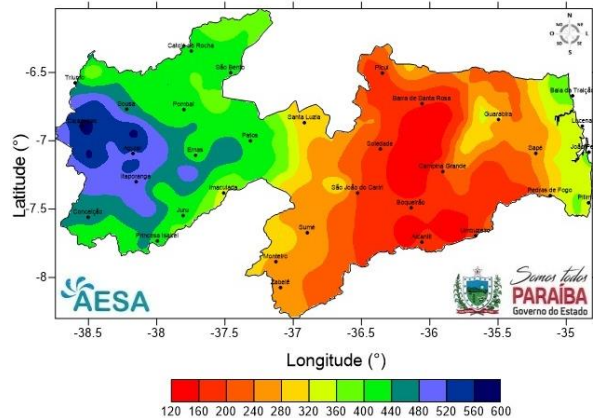 N
O
L
S
-6.5
-7
-7.5
-8
Latitude (°)
Catolé do Rocha
São Bento
Triunfo
Sousa
Pombal
Patos
Emas
Itaporanga
Imaculada
Conceição
Juru
Princesa Isabel
Santa Luzia
Picuí
Barra de Santa Rosa
Guarabira
Baia da Traição
Lucena
Sapé
Soledade
Campina Grande
São João do Cariri
Boqueirão
Pedras de Fogo
Sumé
Monteiro
Zabelê
Umbuzeiro
AESA
Somos todos
PARAÍBA
Governo do Estado
-38.5 -38 -37.5 -37 -36.5 -36 -35.5 -35
Longitude (°)
120 160 200 240 280 320 360 400 440 480 520 560 600